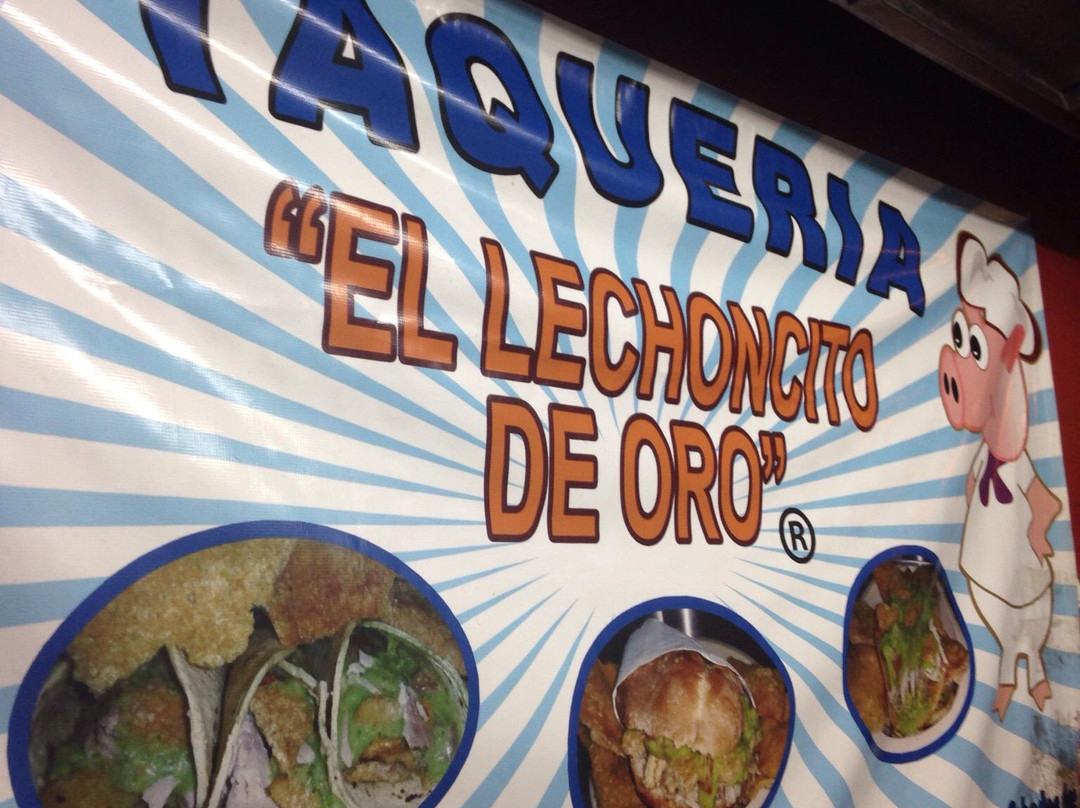 TAQUERIA
“EL LECHONCITO
DE ORO”
®